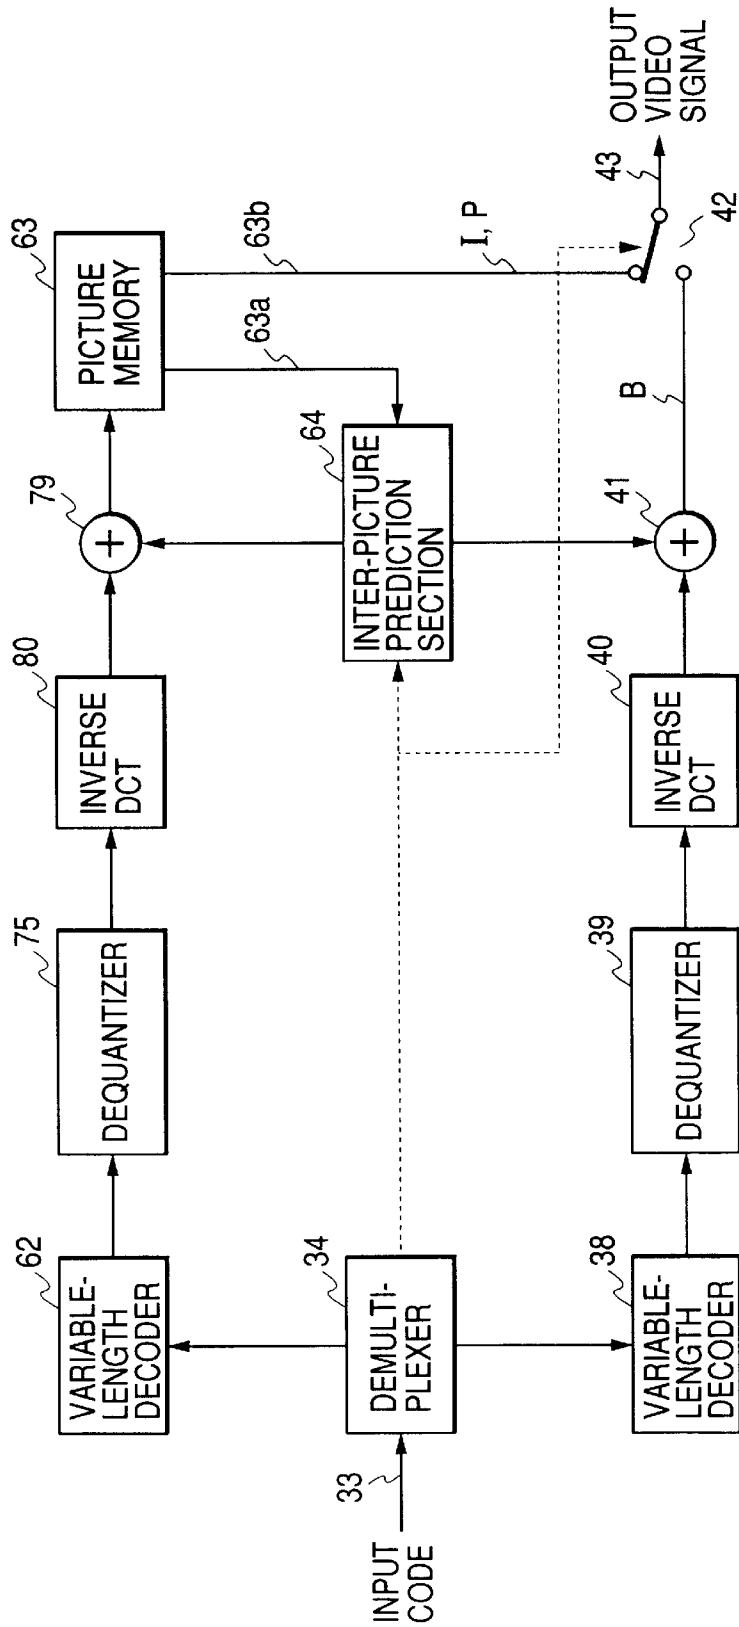 62
VARIABLE-
LENGTH
DECODER
75
DEQUANTIZER
80
INVERSE
DCT
79
+
63
PICTURE
MEMORY
63a
63b
INPUT
CODE
33
34
DEMULTI-
PLEXER
64
INTER-PICTURE
PREDICTION
SECTION
I, P
38
VARIABLE-
LENGTH
DECODER
39
DEQUANTIZER
40
INVERSE
DCT
41
+
B
42
43
OUTPUT
VIDEO
SIGNAL